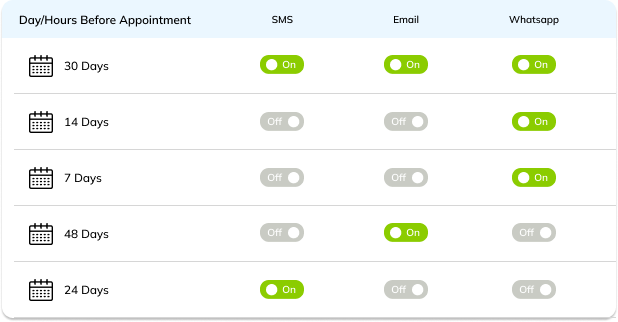 Day/Hours Before Appointment SMS Email Whatsapp
30 Days On On On
14 Days Off Off On
7 Days Off Off On
48 Days Off On Off
24 Days On Off Off